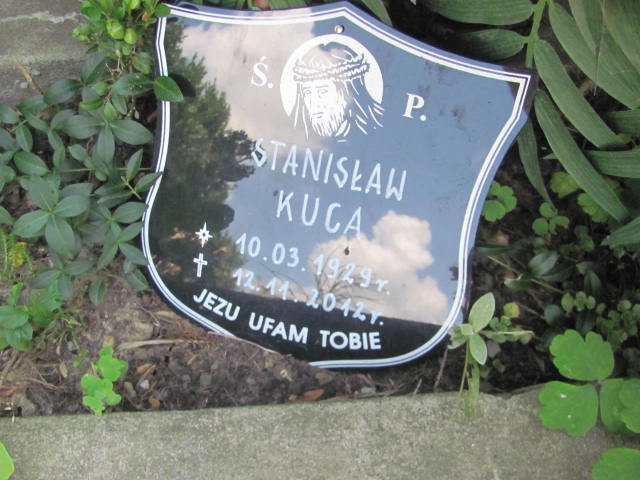 Ś. P.
STANISŁAW
KUCA
10.03.1929r.
12.11.2012r.
JEZU UFAM TOBIE